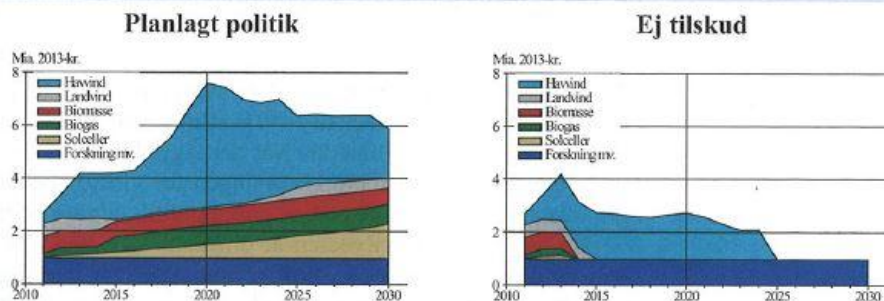 Planlagt politik
Mia. 2013-kr.
8
6
4
2
0
Havvind
Landvind
Biomasse
Biogas
Solceller
Forskning mv.
2010 2015 2020 2025 2030
Ej tilskud
Mia. 2013-kr.
8
6
4
2
0
Havvind
Landvind
Biomasse
Biogas
Solceller
Forskning mv.
2010 2015 2020 2025 2030